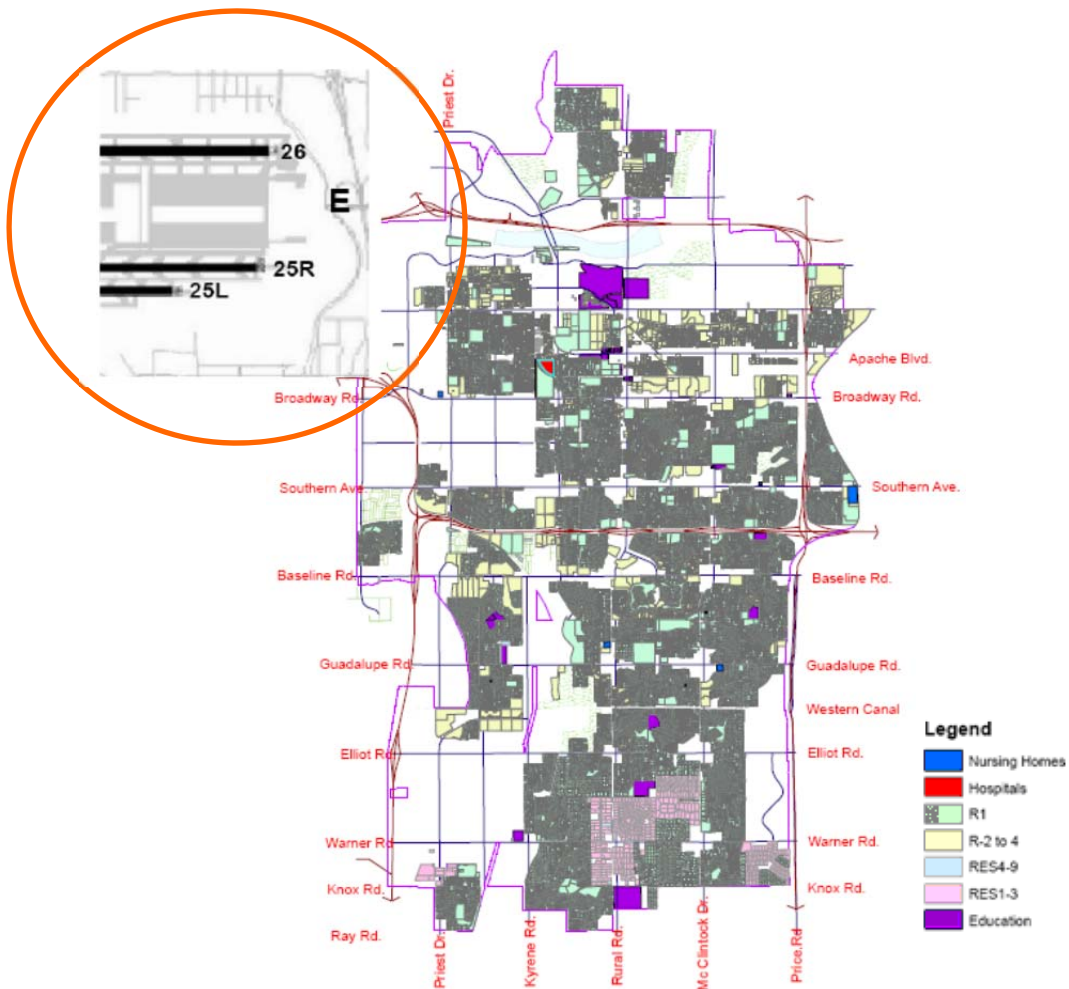 Priest Dr.
26
E
25R
25L
Apache Blvd.
Broadway Rd.
Broadway Rd.
Southern Ave.
Southern Ave.
Baseline Rd.
Baseline Rd.
Guadalupe Rd.
Guadalupe Rd.
Western Canal
Legend
Elliot Rd.
Elliot Rd.
Nursing Homes
Hospitals
R1
R-2 to 4
RES4-9
RES1-3
Education
Warner Rd
Warner Rd.
Knox Rd.
Knox Rd.
Ray Rd.
Priest Dr.
Kyrene Rd.
Rural Rd.
Mc Clintock Dr.
Price.Rd